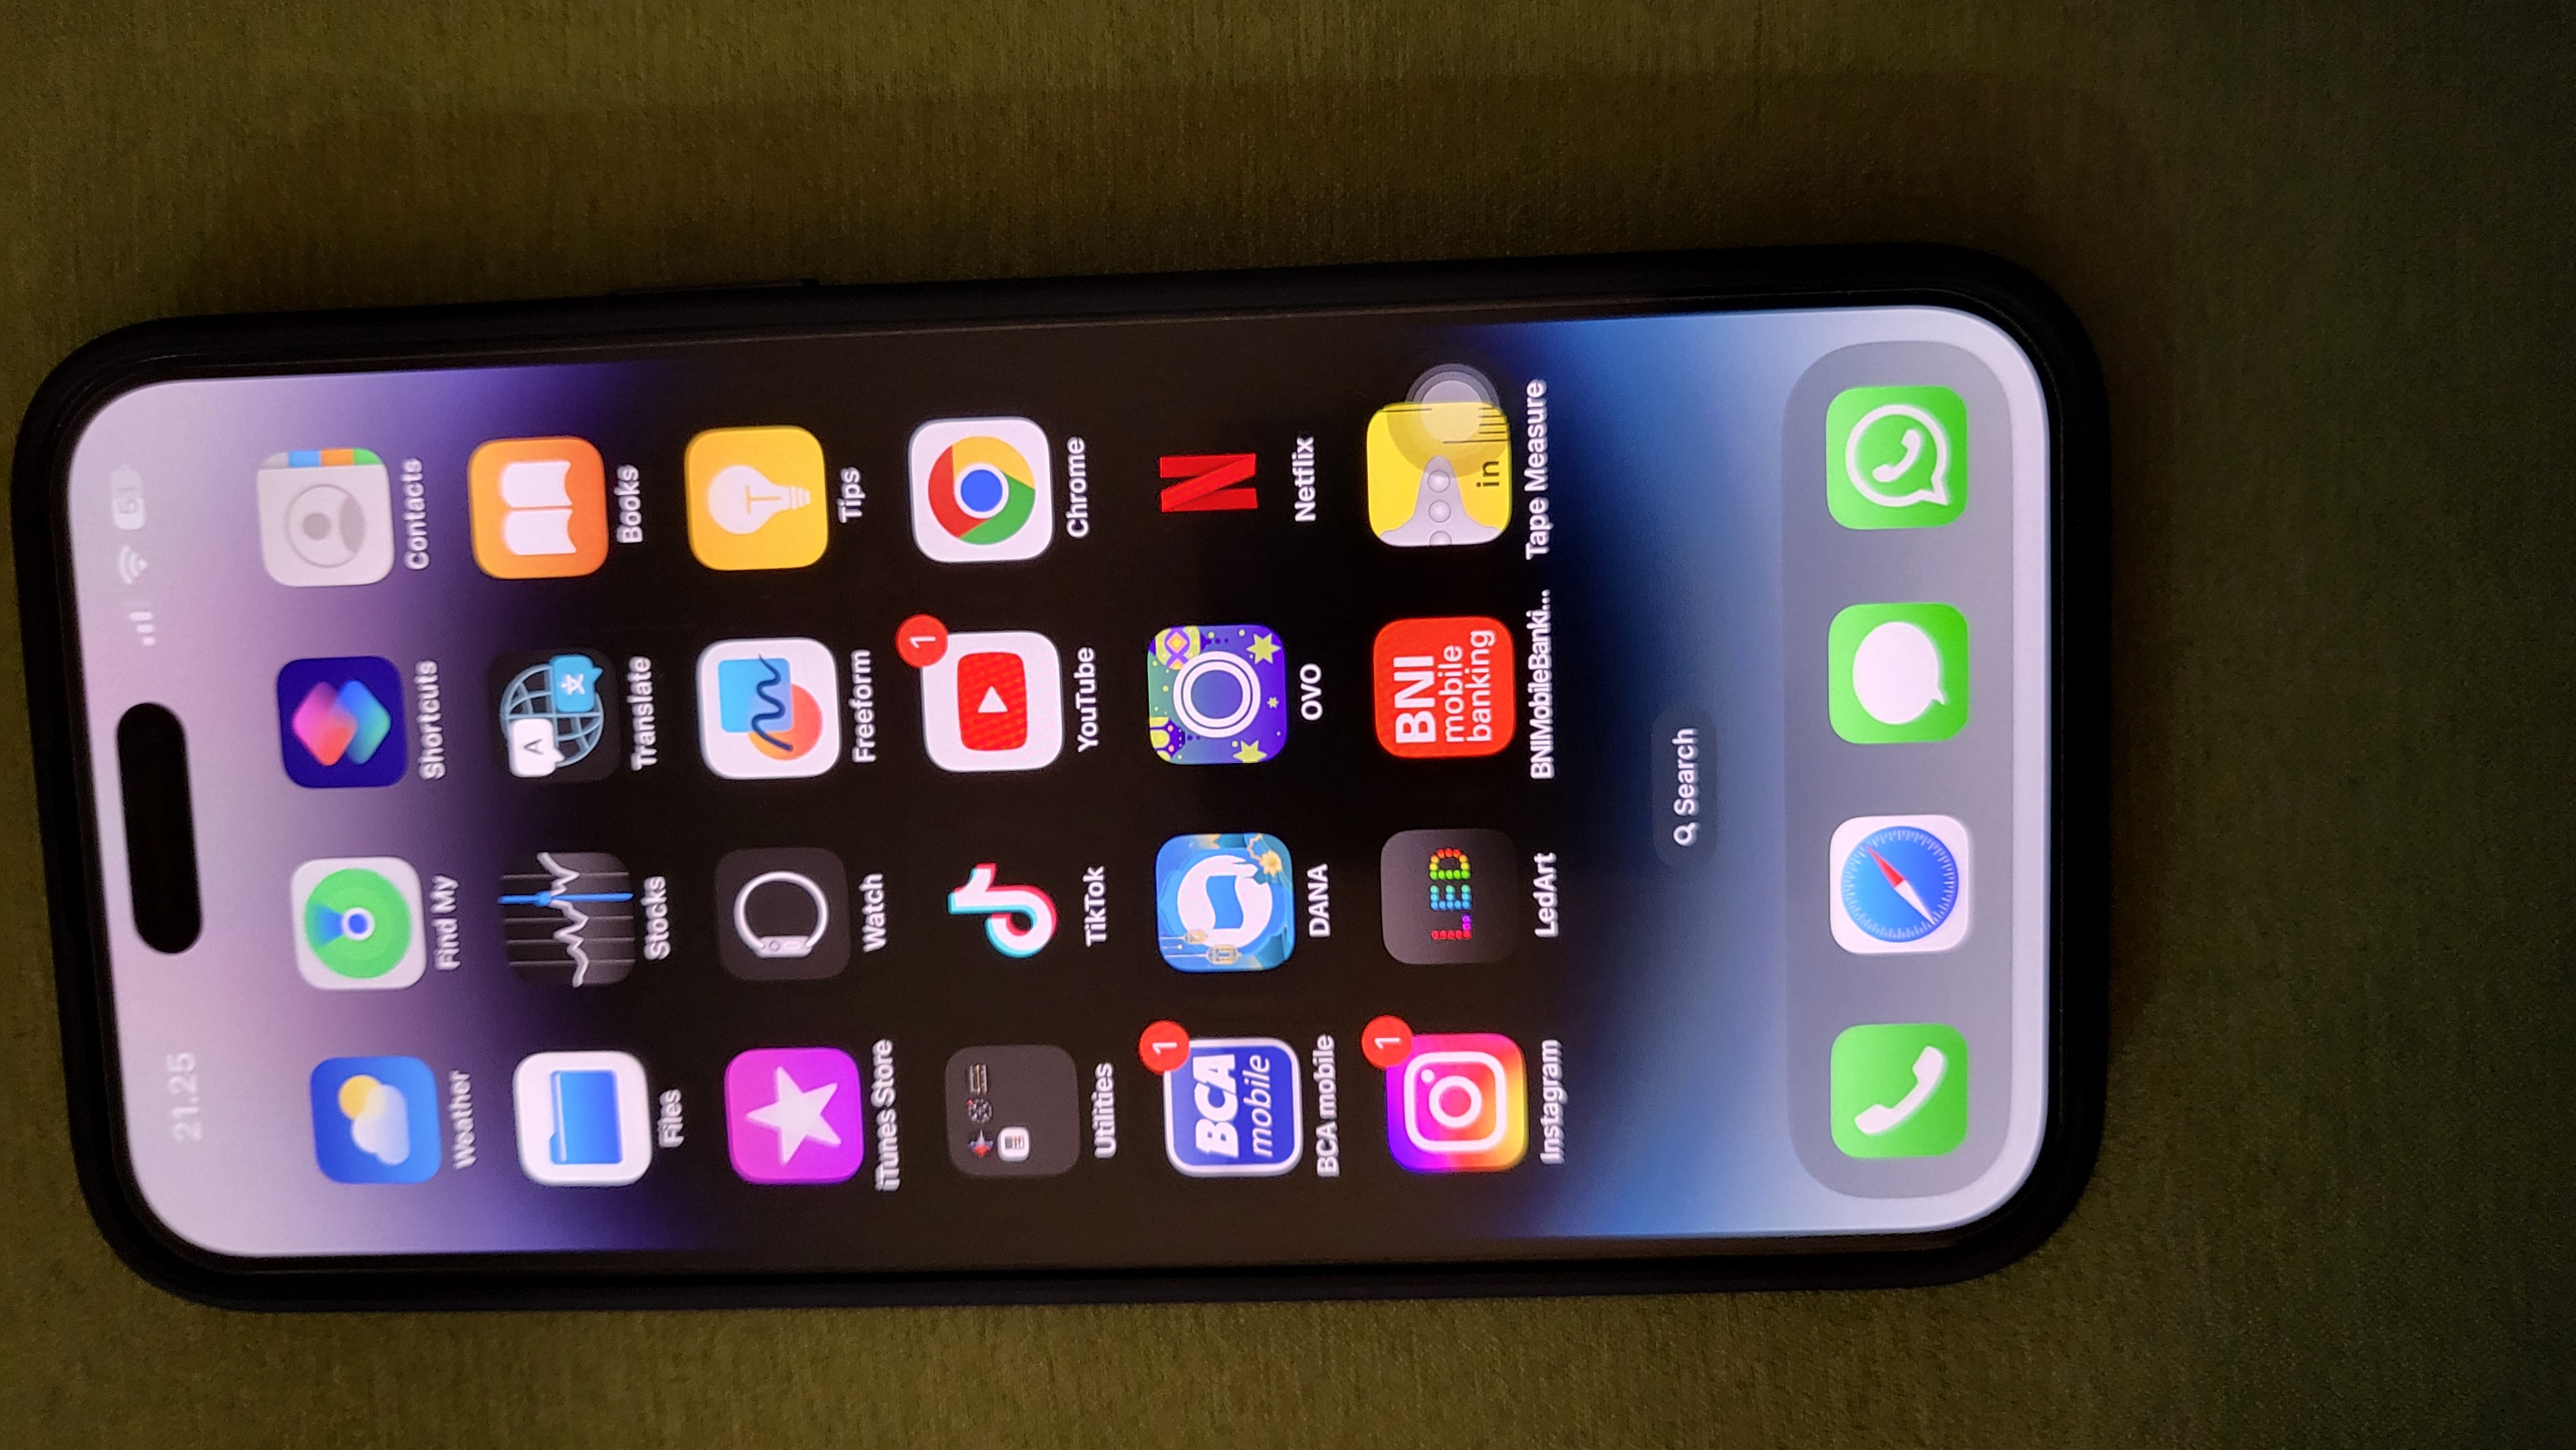 21.25 51
Weather Find My Shortcuts Contacts
A 文
Files Stocks Translate Books
iTunes Store Watch Freeform Tips
1
Utilities TikTok YouTube Chrome
1
BCA
mobile
BCA mobile DANA OVO Netflix
N
1
LED
BNI
mobile
banking
in
Instagram LedArt BNIMobileBanki... Tape Measure
Search